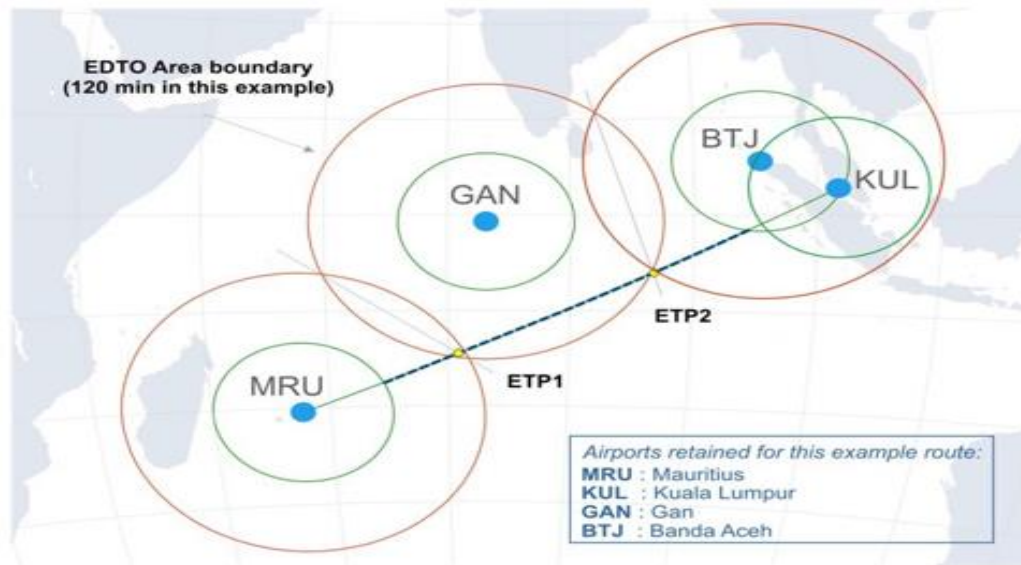 EDTO Area boundary
(120 min in this example)
BTJ
KUL
GAN
ETP2
ETP1
MRU
Airports retained for this example route:
MRU : Mauritius
KUL : Kuala Lumpur
GAN : Gan
BTJ : Banda Aceh